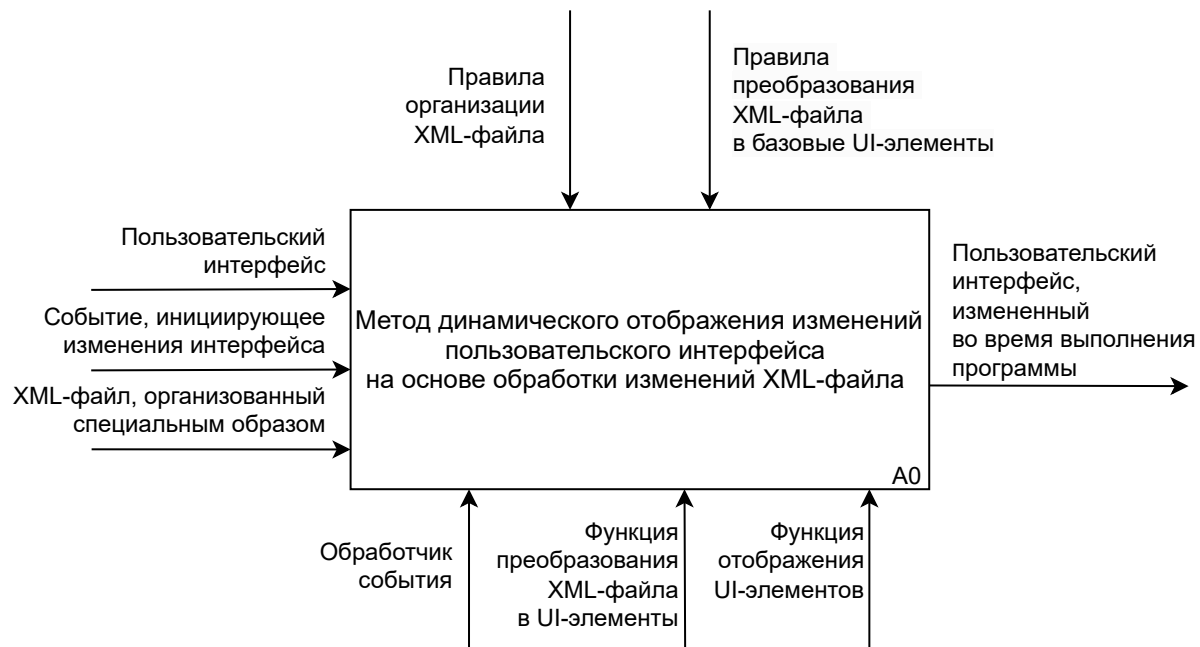 Правила
организации
XML-файла
Правила
преобразования
XML-файла
в базовые UI-элементы
Пользовательский
интерфейс
Событие, инициирующее
изменения интерфейса
XML-файл, организованный
специальным образом
Метод динамического отображения изменений
пользовательского интерфейса
на основе обработки изменений XML-файла
A0
Пользовательский
интерфейс,
измененный
во время выполнения
программы
Обработчик
события
Функция
преобразования
XML-файла
в UI-элементы
Функция
отображения
UI-элементов